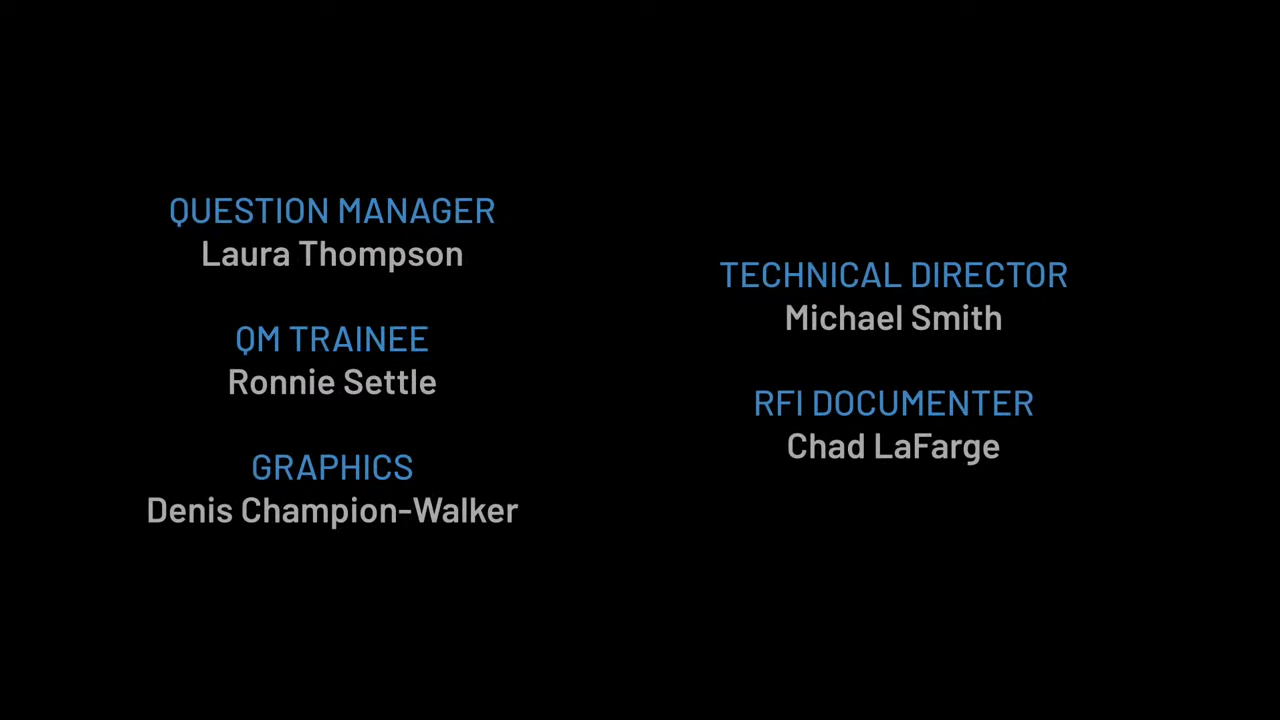 QUESTION MANAGER
Laura Thompson
QM TRAINEE
Ronnie Settle
GRAPHICS
Denis Champion-Walker
TECHNICAL DIRECTOR
Michael Smith
RFI DOCUMENTER
Chad LaFarge